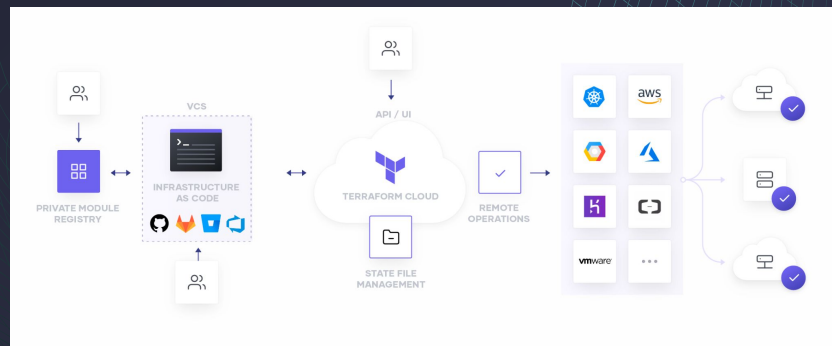 VCS
API / UI
aws
INFRASTRUCTURE
AS CODE
TERRAFORM CLOUD
PRIVATE MODULE
REGISTRY
REMOTE
OPERATIONS
vmware
STATE FILE
MANAGEMENT